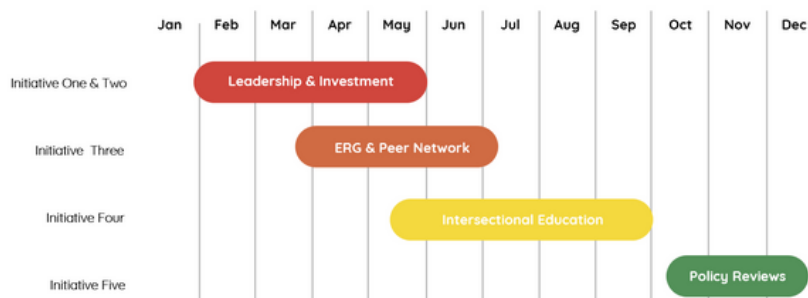 Jan Feb Mar Apr May Jun Jul Aug Sep Oct Nov Dec
Initiative One & Two Leadership & Investment
Initiative Three ERG & Peer Network
Initiative Four Intersectional Education
Initiative Five Policy Reviews